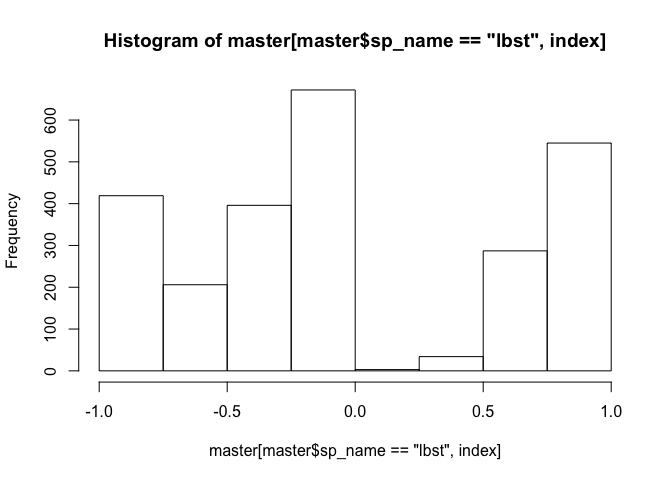 Histogram of master[master$sp_name == "lbst", index]
Frequency
600
500
400
300
200
100
0
-1.0 -0.5 0.0 0.5 1.0
master[master$sp_name == "lbst", index]